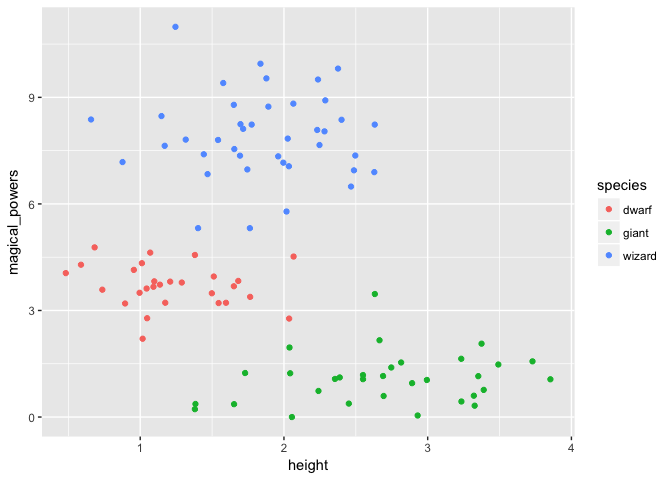 9
6
3
0
magical_powers
1 2 3 4
height
species
dwarf
giant
wizard